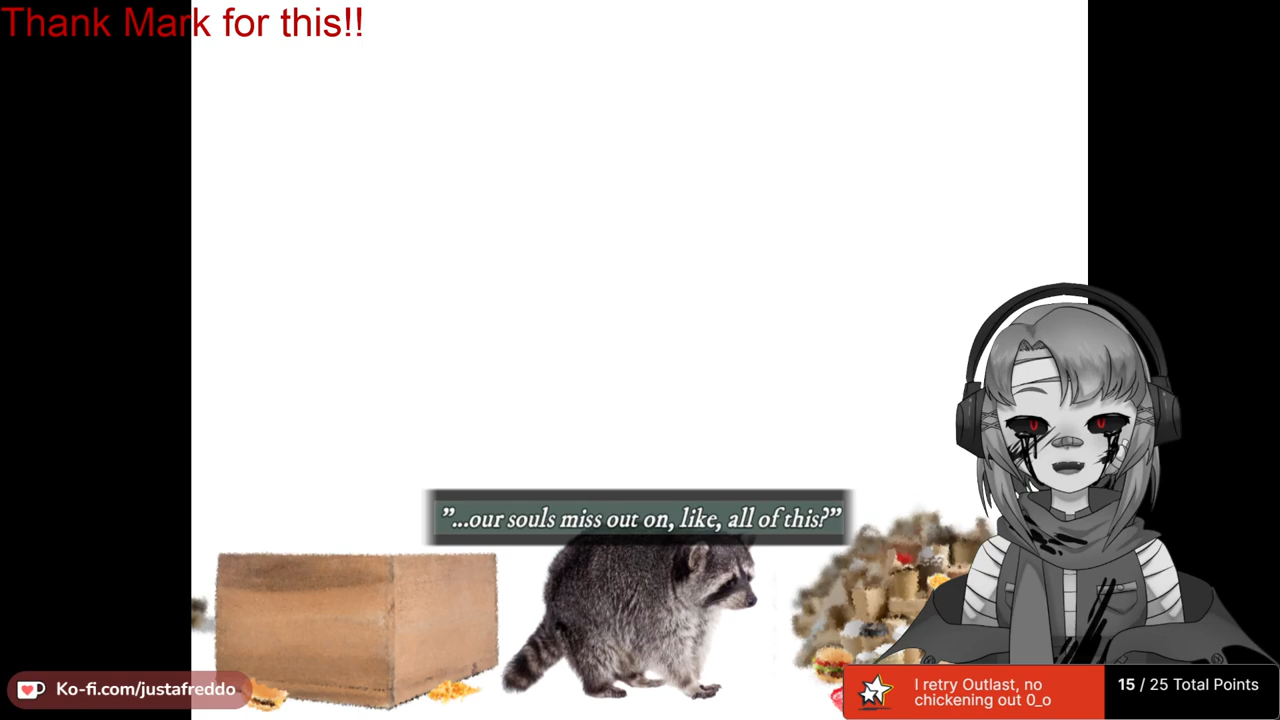 Thank Mark for this!!
"...our souls miss out on, like, all of this?"
Ko-fi.com/justafreddo
I retry Outlast, no
chickening out 0_o
15 / 25 Total Points